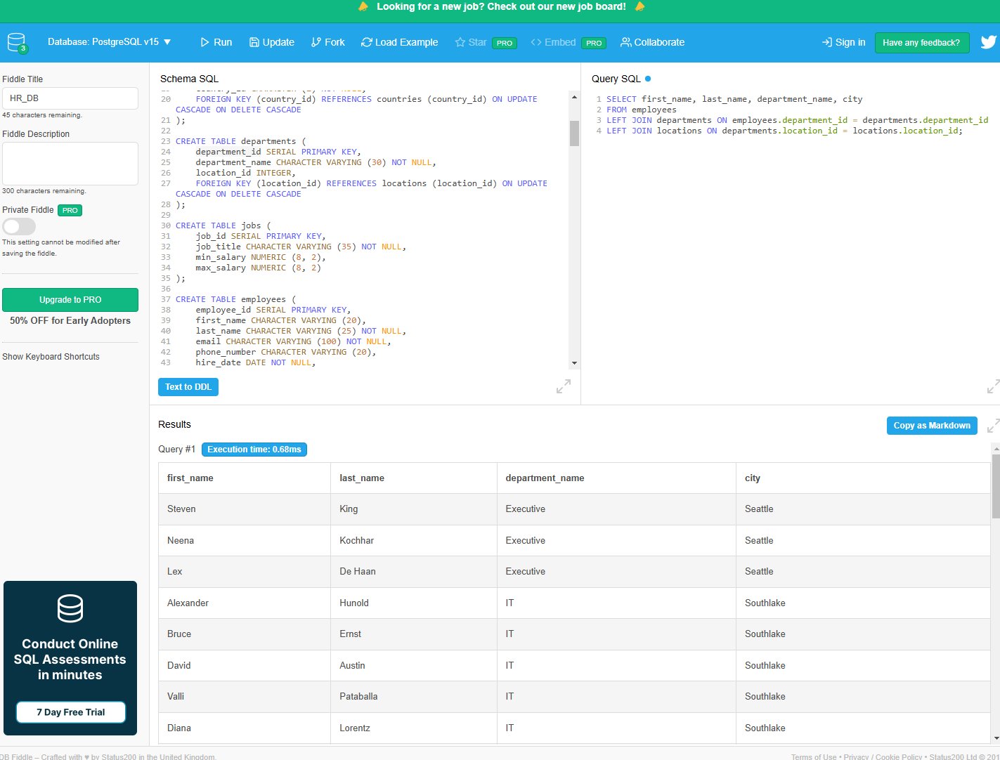 Looking for a new job? Check out our new job board!
3
Database: PostgreSQL v15 ▼
Run
Update
Fork
Load Example
Star PRO
Embed PRO
Collaborate
Sign in
Have any feedback?
Fiddle Title
HR_DB
45 characters remaining.
Fiddle Description
300 characters remaining.
Private Fiddle PRO
This setting cannot be modified after
saving the fiddle.
Upgrade to PRO
50% OFF for Early Adopters
Show Keyboard Shortcuts
Conduct Online
SQL Assessments
in minutes
7 Day Free Trial
Schema SQL
20 FOREIGN KEY (country_id) REFERENCES countries (country_id) ON UPDATE
CASCADE ON DELETE CASCADE
21 );
22
23 CREATE TABLE departments (
24 department_id SERIAL PRIMARY KEY,
25 department_name CHARACTER VARYING (30) NOT NULL,
26 location_id INTEGER,
27 FOREIGN KEY (location_id) REFERENCES locations (location_id) ON UPDATE
CASCADE ON DELETE CASCADE
28 );
29
30 CREATE TABLE jobs (
31 job_id SERIAL PRIMARY KEY,
32 job_title CHARACTER VARYING (35) NOT NULL,
33 min_salary NUMERIC (8, 2),
34 max_salary NUMERIC (8, 2)
35 );
36
37 CREATE TABLE employees (
38 employee_id SERIAL PRIMARY KEY,
39 first_name CHARACTER VARYING (20),
40 last_name CHARACTER VARYING (25) NOT NULL,
41 email CHARACTER VARYING (100) NOT NULL,
42 phone_number CHARACTER VARYING (20),
43 hire_date DATE NOT NULL,
Text to DDL
Query SQL
1 SELECT first_name, last_name, department_name, city
2 FROM employees
3 LEFT JOIN departments ON employees.department_id = departments.department_id
4 LEFT JOIN locations ON departments.location_id = locations.location_id;
Results
Copy as Markdown
Query #1 Execution time: 0.68ms
first_name last_name department_name city
Steven King Executive Seattle
Neena Kochhar Executive Seattle
Lex De Haan Executive Seattle
Alexander Hunold IT Southlake
Bruce Ernst IT Southlake
David Austin IT Southlake
Valli Pataballa IT Southlake
Diana Lorentz IT Southlake
DB Fiddle – Crafted with ♥ by Status200 in the United Kingdom.
Terms of Use • Privacy / Cookie Policy • Status200 Ltd © 201